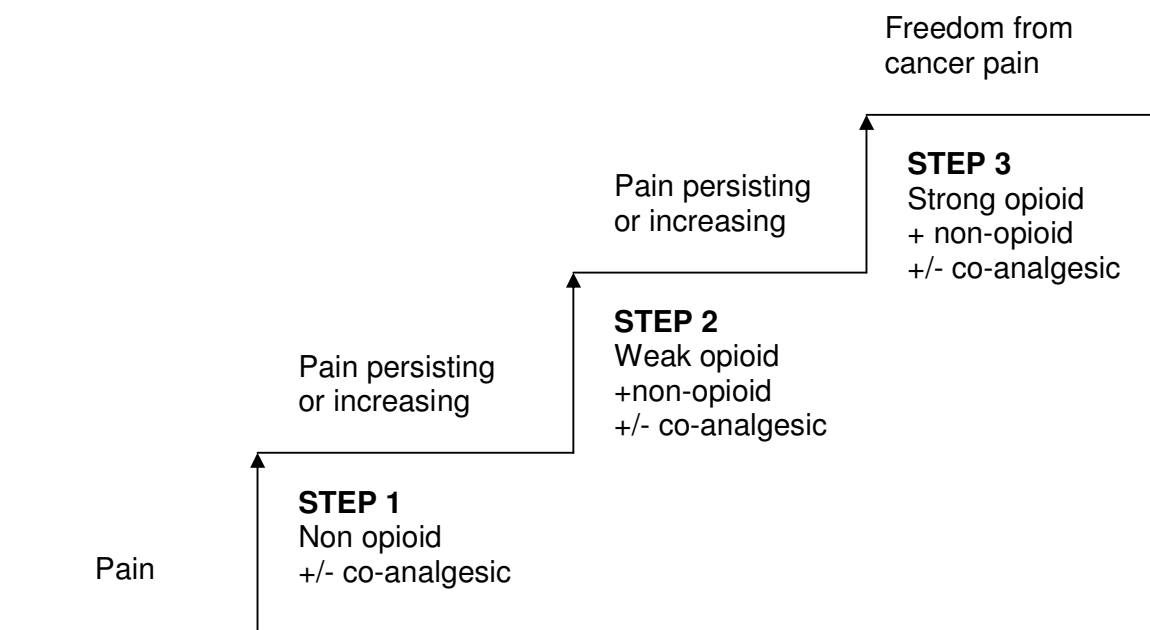 Freedom from
cancer pain
STEP 3
Strong opioid
+ non-opioid
+/- co-analgesic
Pain persisting
or increasing
STEP 2
Weak opioid
+non-opioid
+/- co-analgesic
Pain persisting
or increasing
STEP 1
Non opioid
+/- co-analgesic
Pain